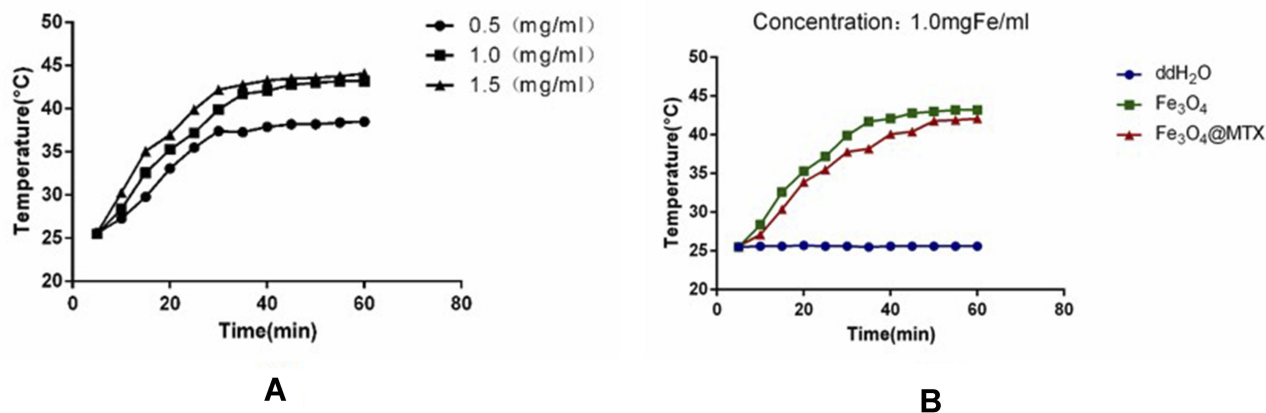 50
45
40
35
30
25
20
Temperature(°C)
0
20
40
60
80
Time(min)
0.5（mg/ml）
1.0（mg/ml）
1.5（mg/ml）
A
Concentration: 1.0mgFe/ml
50
45
40
35
30
25
20
Temperature(°C)
0
20
40
60
80
Time(min)
ddH₂O
Fe₃O₄
Fe₃O₄@MTX
B